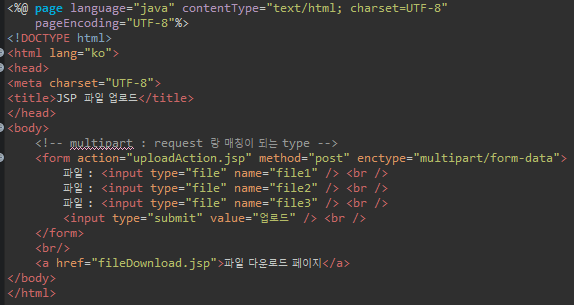 <%@ page language="java" contentType="text/html; charset=UTF-8"
    pageEncoding="UTF-8"%>
<!DOCTYPE html>
<html lang="ko">
<head>
<meta charset="UTF-8">
<title>JSP 파일 업로드</title>
</head>
<body>
    <!-- multipart : request 랑 매칭이 되는 type -->
    <form action="uploadAction.jsp" method="post" enctype="multipart/form-data">
        파일 : <input type="file" name="file1" /> <br />
        파일 : <input type="file" name="file2" /> <br />
        파일 : <input type="file" name="file3" /> <br />
        <input type="submit" value="업로드" /> <br />
    </form>
    <br/>
    <a href="fileDownload.jsp">파일 다운로드 페이지</a>
</body>
</html>